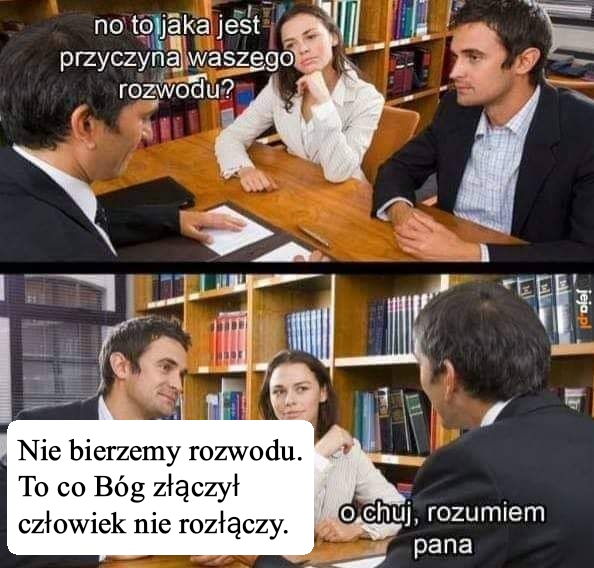 no to jaka jest
przyczyna waszego
rozwodu?
jeja.pl
Nie bierzemy rozwodu.
To co Bóg złączył
człowiek nie rozłączy.
o chuj, rozumiem
pana